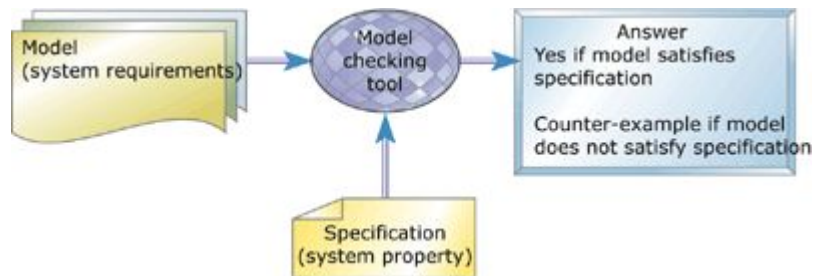 Model
(system requirements)
Model
checking
tool
Answer
Yes if model satisfies
specification
Counter-example if model
does not satisfy specification
Specification
(system property)